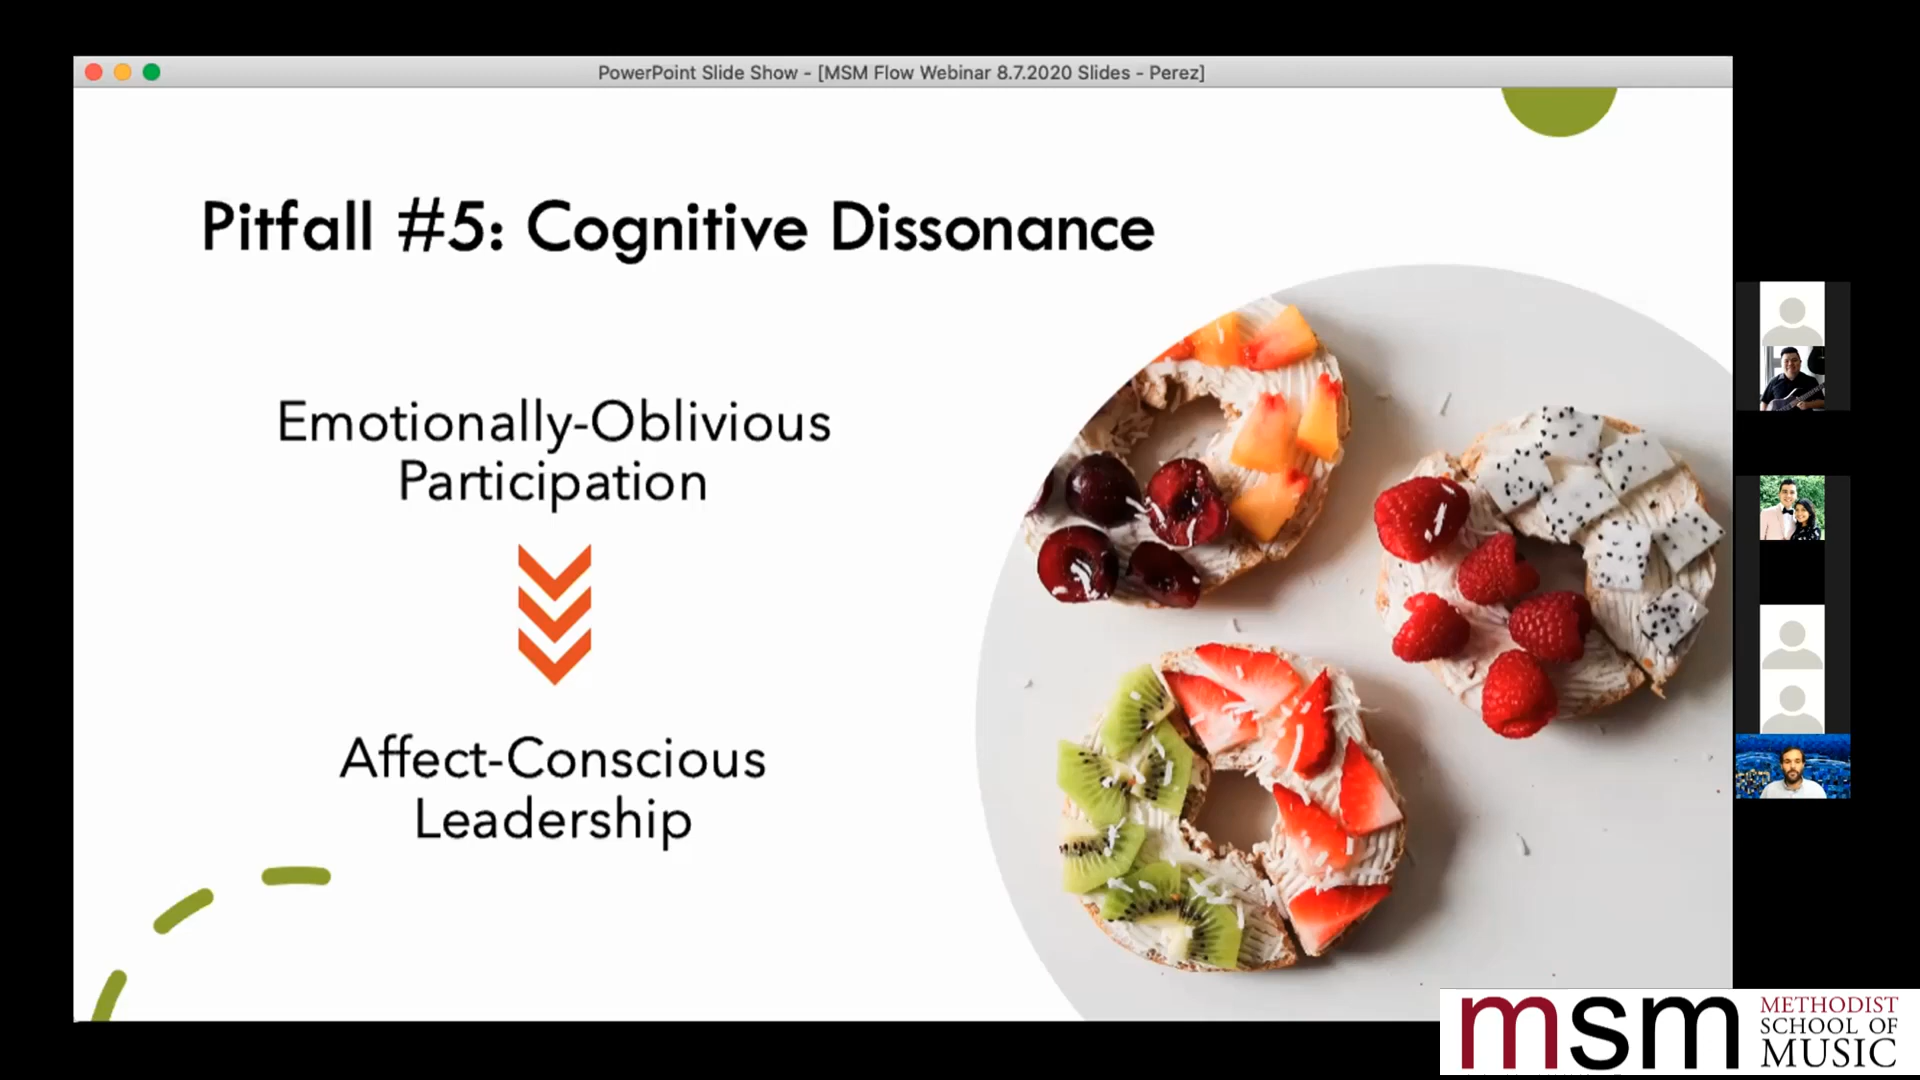 PowerPoint Slide Show - [MSM Flow Webinar 8.7.2020 Slides - Perez]
Pitfall #5: Cognitive Dissonance
Emotionally-Oblivious
Participation
Affect-Conscious
Leadership
msm
METHODIST
SCHOOL OF
MUSIC